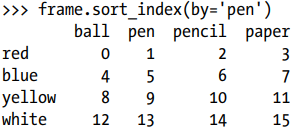 >>> frame.sort_index(by='pen')
ball pen pencil paper
red 0 1 2 3
blue 4 5 6 7
yellow 8 9 10 11
white 12 13 14 15